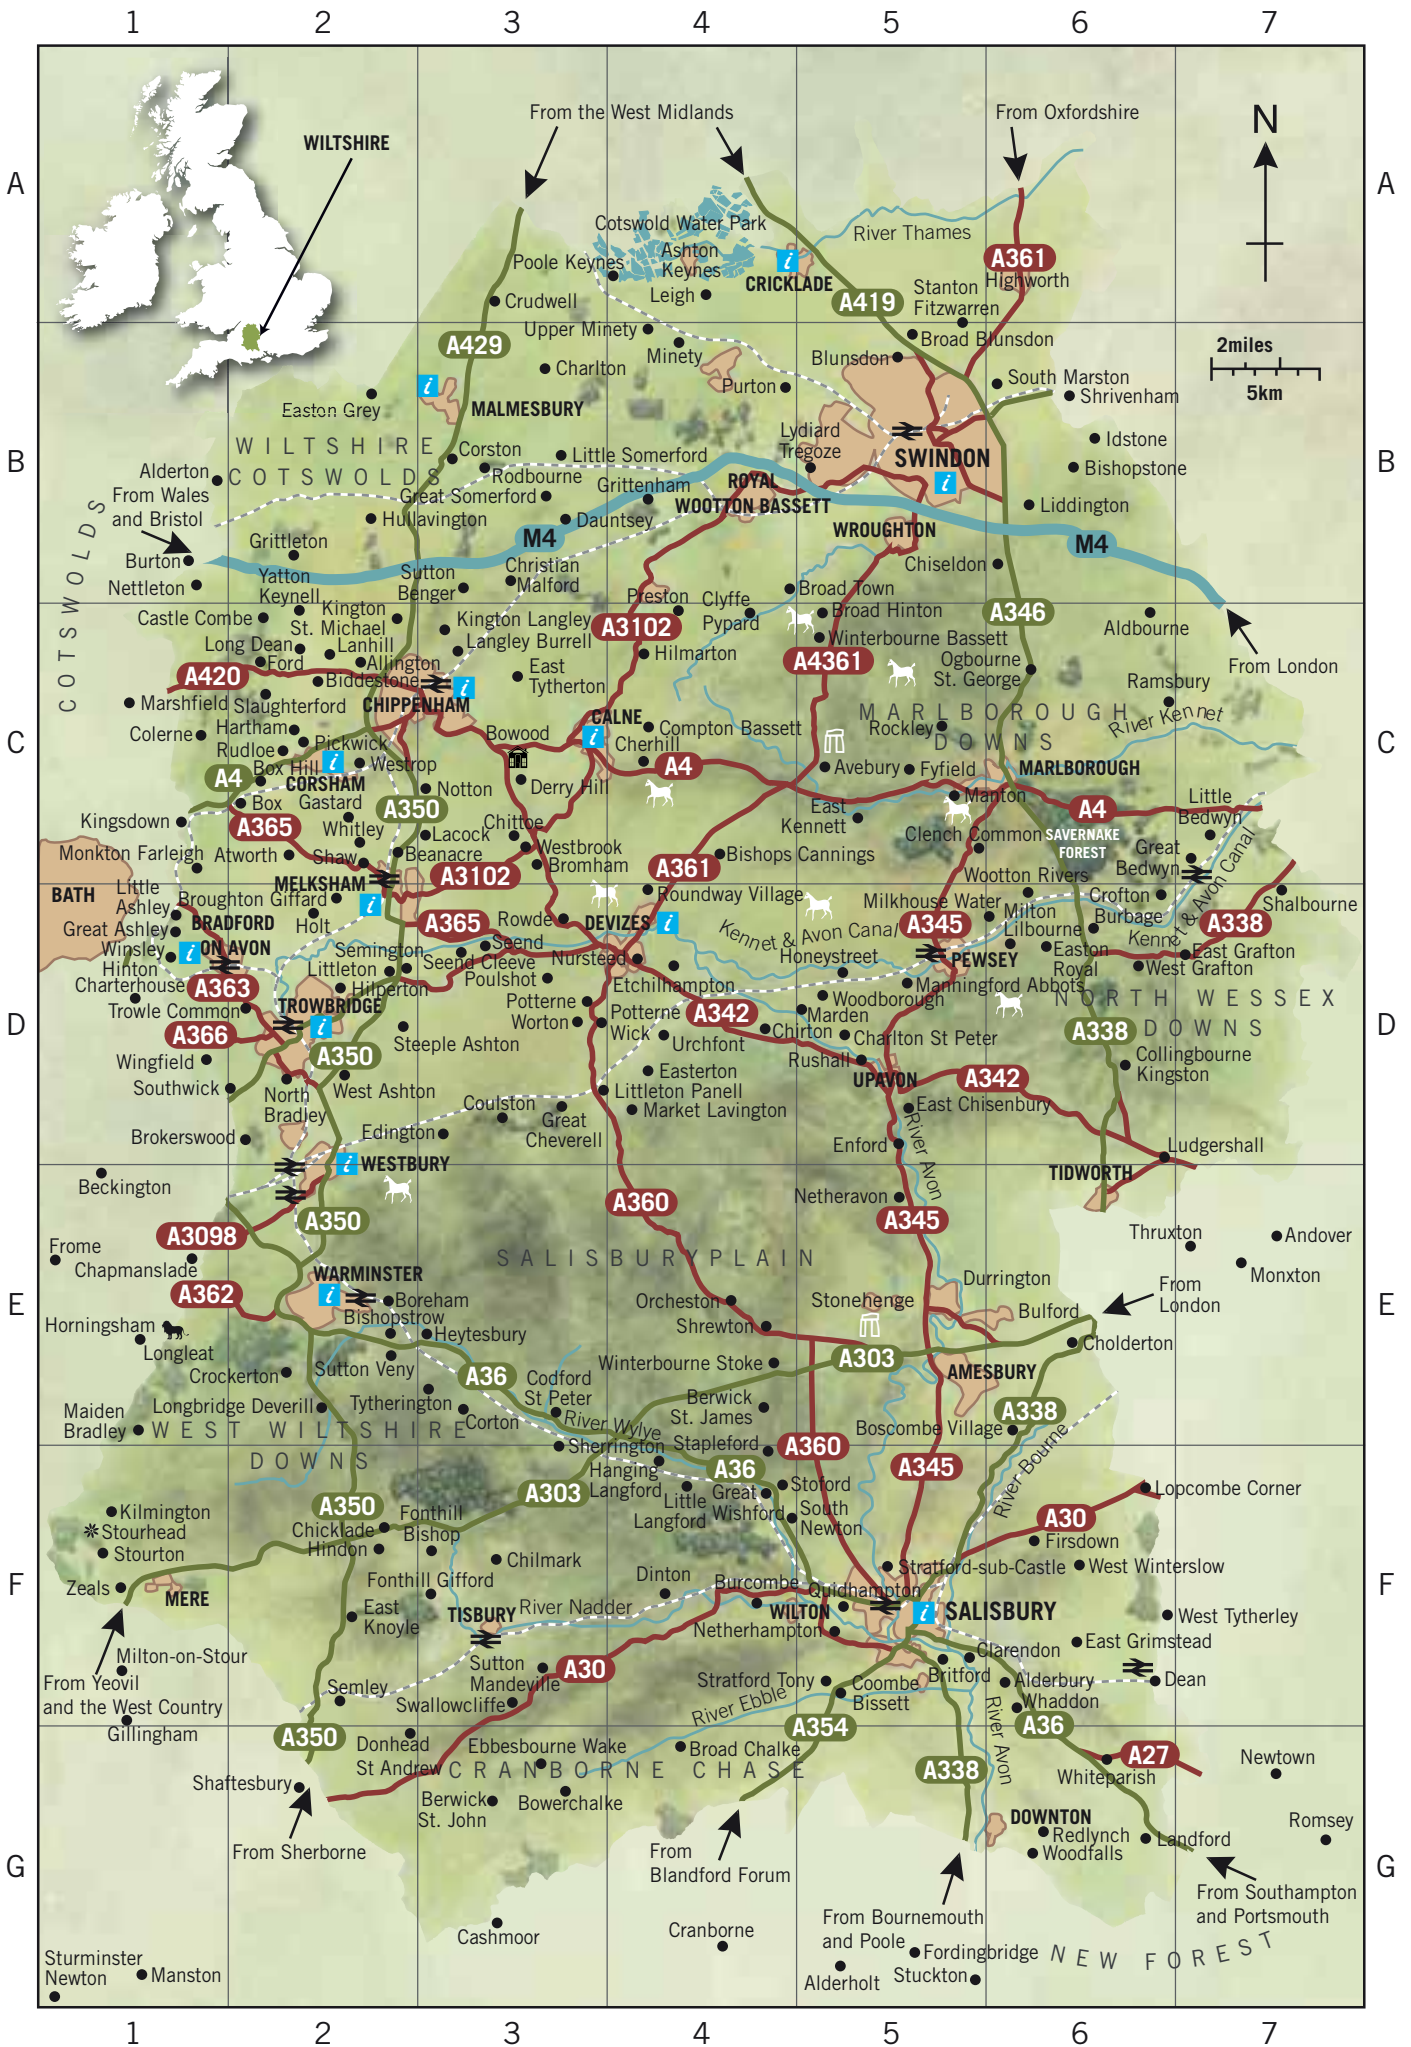 1 2 3 4 5 6 7
From the West Midlands
From Oxfordshire
N
WILTSHIRE
A
A
Cotswold Water Park
River Thames
Poole Keynes
Ashton
Keynes
A361
Highworth
CRICKLADE
Leigh
Crudwell
A419
Stanton
Fitzwarren
Upper Minety
A429
Minety
Broad Blunsdon
Blunsdon
2miles
5km
Charlton
Purton
South Marston
Shrivenham
Easton Grey
MALMESBURY
WILTSHIRE
COTSWOLDS
Lydiard
Tregoze
Idstone
B
B
Corston
Little Somerford
SWINDON
Bishopstone
Alderton
Rodbourne
Grittenham
ROYAL
WOOTTON BASSETT
From Wales
and Bristol
Great Somerford
Liddington
Hullavington
Dauntsey
WROUGHTON
COTSWOLDS
M4
M4
Grittleton
Burton
Chiseldon
Christian
Malford
Nettleton
Yatton
Keynell
Sutton
Benger
Broad Town
Preston
Clyffe
Pypard
Castle Combe
Kington
St. Michael
Kington Langley
A3102
Broad Hinton
A346
Aldbourne
Long Dean
Lanhill
Langley Burrell
Winterbourne Bassett
Hilmarton
A4361
Ford
Allington
East
Tytherton
Ogbourne
St. George
From London
A420
Biddestone
Ramsbury
Marshfield
Slaughterford
CHIPPENHAM
CALNE
MARLBOROUGH
DOWNS
River Kennet
Hartham
Compton Bassett
Rockley
Colerne
Pickwick
Bowood
Cherhill
C
C
Rudloe
Westrop
A4
Avebury
Fyfield
MARLBOROUGH
A4
Box Hill
CORSHAM
Derry Hill
Box
Gastard
A350
Notton
Manton
A4
Little
Bedwyn
East
Kennett
Kingsdown
A365
Whitley
Lacock
Chittoe
Clench Common
SAVERNAKE
FOREST
Monkton Farleigh
Atworth
Shaw
Beanacre
Westbrook
Bromham
A361
Bishops Cannings
Great
Bedwyn
MELKSHAM
A3102
Wootton Rivers
BATH
Little
Ashley
Broughton Giffard
Roundway Village
Milkhouse Water
Crofton
Shalbourne
Great Ashley
BRADFORD
ON AVON
Holt
A365
Rowde
DEVIZES
A345
Milton
Lilbourne
Burbage
A338
Kennet & Avon Canal
Kennet & Avon Canal
Winsley
Semington
Seend
Nursteed
Honeystreet
PEWSEY
Easton
Royal
East Grafton
West Grafton
Hinton
Charterhouse
Littleton
Seend Cleeve
Poulshot
Etchilhampton
Manningford Abbots
A363
Hilperton
Trowle Common
TROWBRIDGE
Potterne
Potterne
Wick
A342
Woodborough
NORTH WESSEX
DOWNS
Marden
Worton
Chirton
D
D
A366
Steeple Ashton
Urchfont
Charlton St Peter
A338
Wingfield
A350
Rushall
Collingbourne
Kingston
Easterton
UPAVON
A342
Southwick
West Ashton
Littleton Panell
North
Bradley
Coulston
Great
Cheverell
Market Lavington
East Chisenbury
Brokerswood
Edington
Enford
River Avon
Ludgershall
WESTBURY
TIDWORTH
Beckington
Netheravon
A360
A345
A350
A3098
Thruxton
Andover
Frome
SALISBURY PLAIN
Chapmanslade
Monxton
WARMINSTER
Durrington
From
London
A362
Boreham
Orcheston
Stonehenge
Bulford
E
E
Horningsham
Bishopstrow
Heytesbury
Shrewton
Cholderton
Longleat
Winterbourne Stoke
A303
Crockerton
Sutton Veny
A36
Codford
St Peter
AMESBURY
Tytherington
Berwick
St. James
A338
Maiden
Bradley
Longbridge Deverill
Corton
River Wylye
Boscombe Village
WEST WILTSHIRE
DOWNS
Sherrington
Stapleford
A360
River Bourne
A36
A345
Hanging
Langford
Stoford
Lopcombe Corner
Kilmington
A350
A303
Little
Langford
Great
Wishford
South
Newton
A30
Stourhead
Chicklade
Fonthill
Bishop
Firsdown
Stourton
Hindon
Chilmark
Stratford-sub-Castle
West Winterslow
F
F
Zeals
Fonthill Gifford
Dinton
Burcombe
Quidhampton
MERE
TISBURY
River Nadder
WILTON
SALISBURY
West Tytherley
East
Knoyle
Netherhampton
Milton-on-Stour
Clarendon
East Grimstead
From Yeovil
and the West Country
Sutton
Mandeville
A30
Stratford Tony
Britford
Alderbury
Dean
Semley
Swallowcliffe
Coombe
Bissett
Whaddon
River Ebble
River Avon
Gillingham
A350
A354
A36
Donhead
St Andrew
Ebbesbourne Wake
Broad Chalke
A27
Newtown
CRANBORNE CHASE
A338
Whiteparish
Shaftesbury
Berwick
St. John
Bowerchalke
DOWNTON
Redlynch
Landford
Romsey
From Sherborne
From
Blandford Forum
Woodfalls
G
G
From Southampton
and Portsmouth
From Bournemouth
and Poole
Cashmoor
Cranborne
Fordingbridge
NEW FOREST
Sturminster
Newton
Manston
Alderholt
Stuckton
1 2 3 4 5 6 7